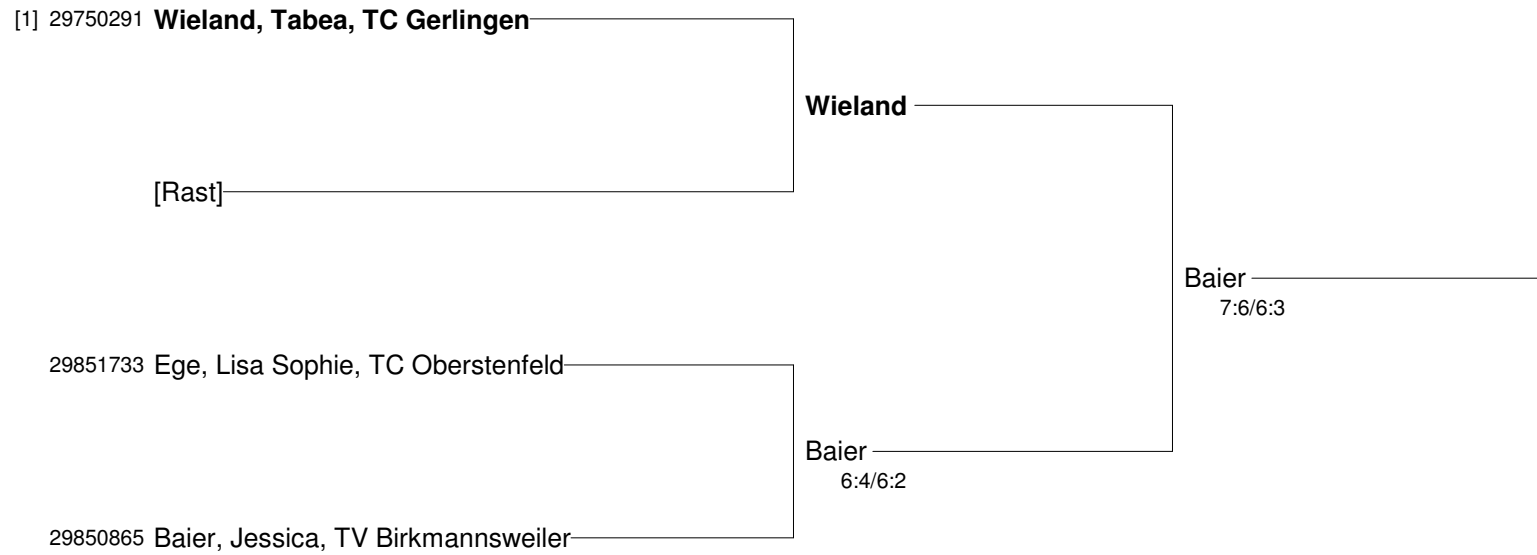 [1] 29750291 Wieland, Tabea, TC Gerlingen
Wieland
[Rast]
Baier
7:6/6:3
29851733 Ege, Lisa Sophie, TC Oberstenfeld
Baier
6:4/6:2
29850865 Baier, Jessica, TV Birkmannsweiler